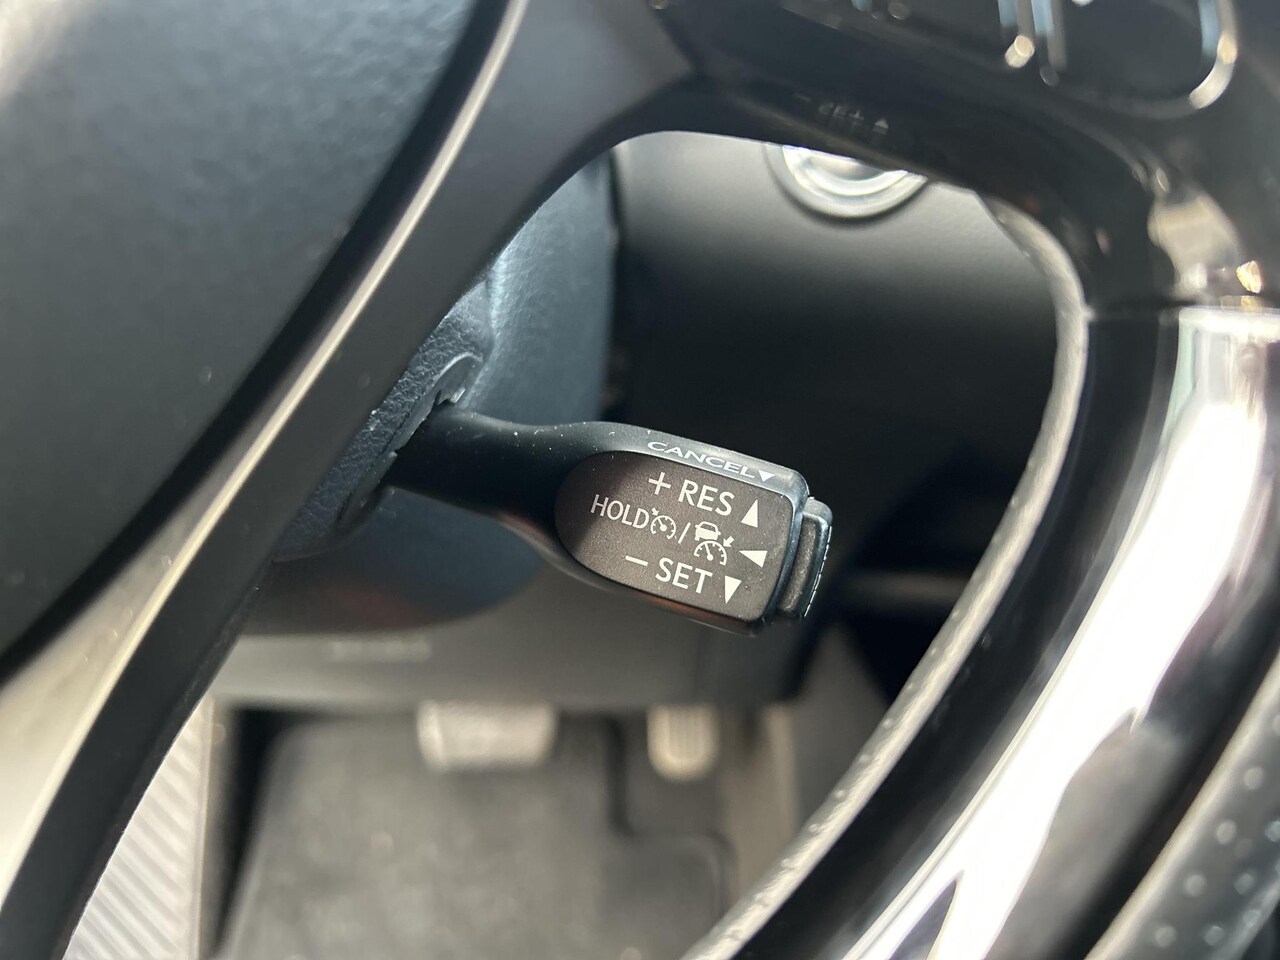 CANCEL▼
+ RES ▲
HOLD /
− SET ▼